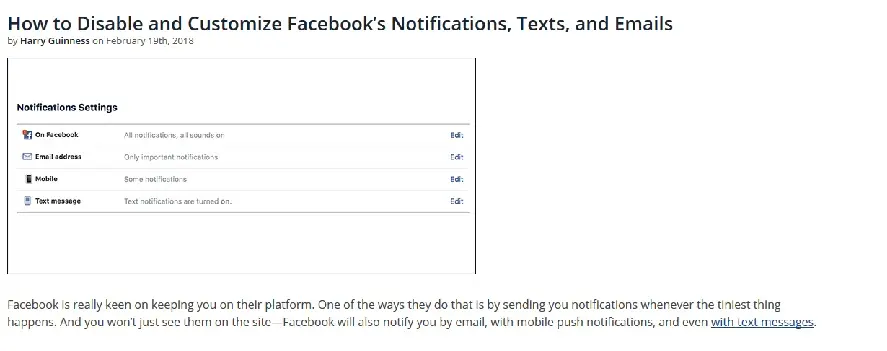 How to Disable and Customize Facebook's Notifications, Texts, and Emails
by Harry Guinness on February 19th, 2018
Notifications Settings
On Facebook All notifications, all sounds on Edit
Email address Only important notifications Edit
Mobile Some notifications Edit
Text message Text notifications are turned on. Edit
Facebook is really keen on keeping you on their platform. One of the ways they do that is by sending you notifications whenever the tiniest thing
happens. And you won't just see them on the site—Facebook will also notify you by email, with mobile push notifications, and even with text messages.